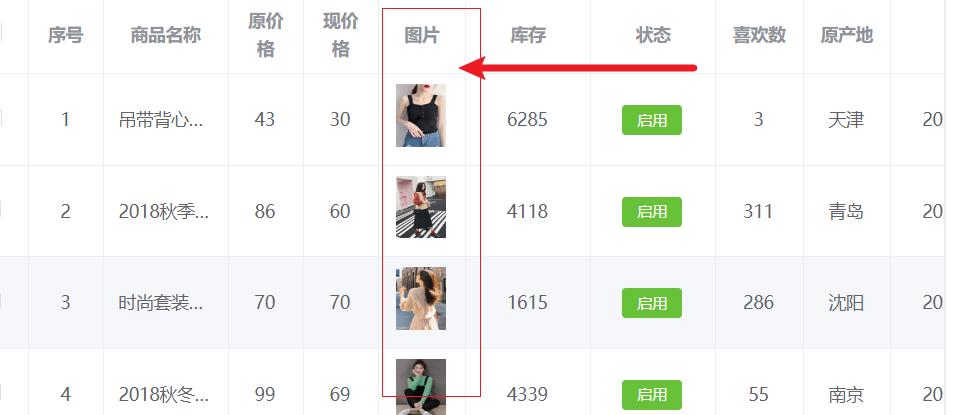 序号 商品名称 原价格 现价格 图片 库存 状态 喜欢数 原产地
1 吊带背心... 43 30 6285 启用 3 天津 20
2 2018秋季... 86 60 4118 启用 311 青岛 20
3 时尚套装... 70 70 1615 启用 286 沈阳 20
4 2018秋冬... 99 69 4339 启用 55 南京 20